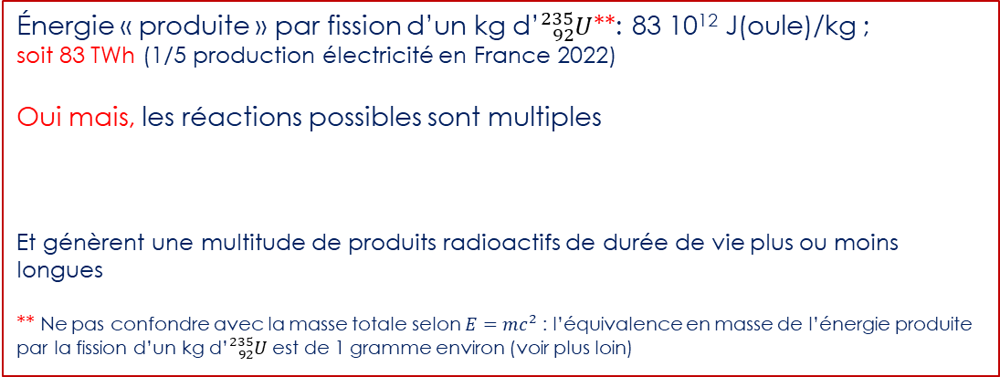 Énergie « produite » par fission d’un kg d’$^{235}_{92}U$**: 83 10¹² J(oule)/kg ;
soit 83 TWh (1/5 production électricité en France 2022)
Oui mais, les réactions possibles sont multiples
Et génèrent une multitude de produits radioactifs de durée de vie plus ou moins
longues
** Ne pas confondre avec la masse totale selon $E = mc^2$ : l’équivalence en masse de l’énergie produite
par la fission d’un kg d’$^{235}_{92}U$ est de 1 gramme environ (voir plus loin)